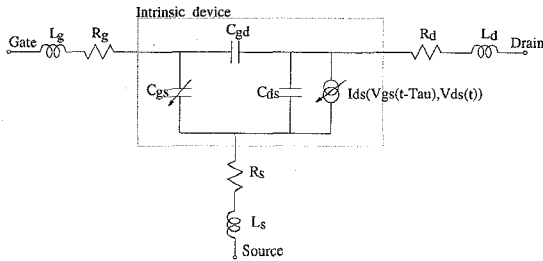 Intrinsic device
Gate Lg Rg Cgd Rd Ld Drain
Cgs Cds Ids(Vgs(t-Tau),Vds(t))
Rs
Ls
Source